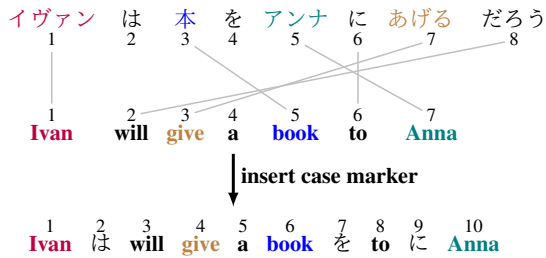 イヴァン は 本 を アンナ に あげる だろう
1 2 3 4 5 6 7 8
1 2 3 4 5 6 7
Ivan will give a book to Anna
insert case marker
1 2 3 4 5 6 7 8 9 10
Ivan は will give a book を to に Anna